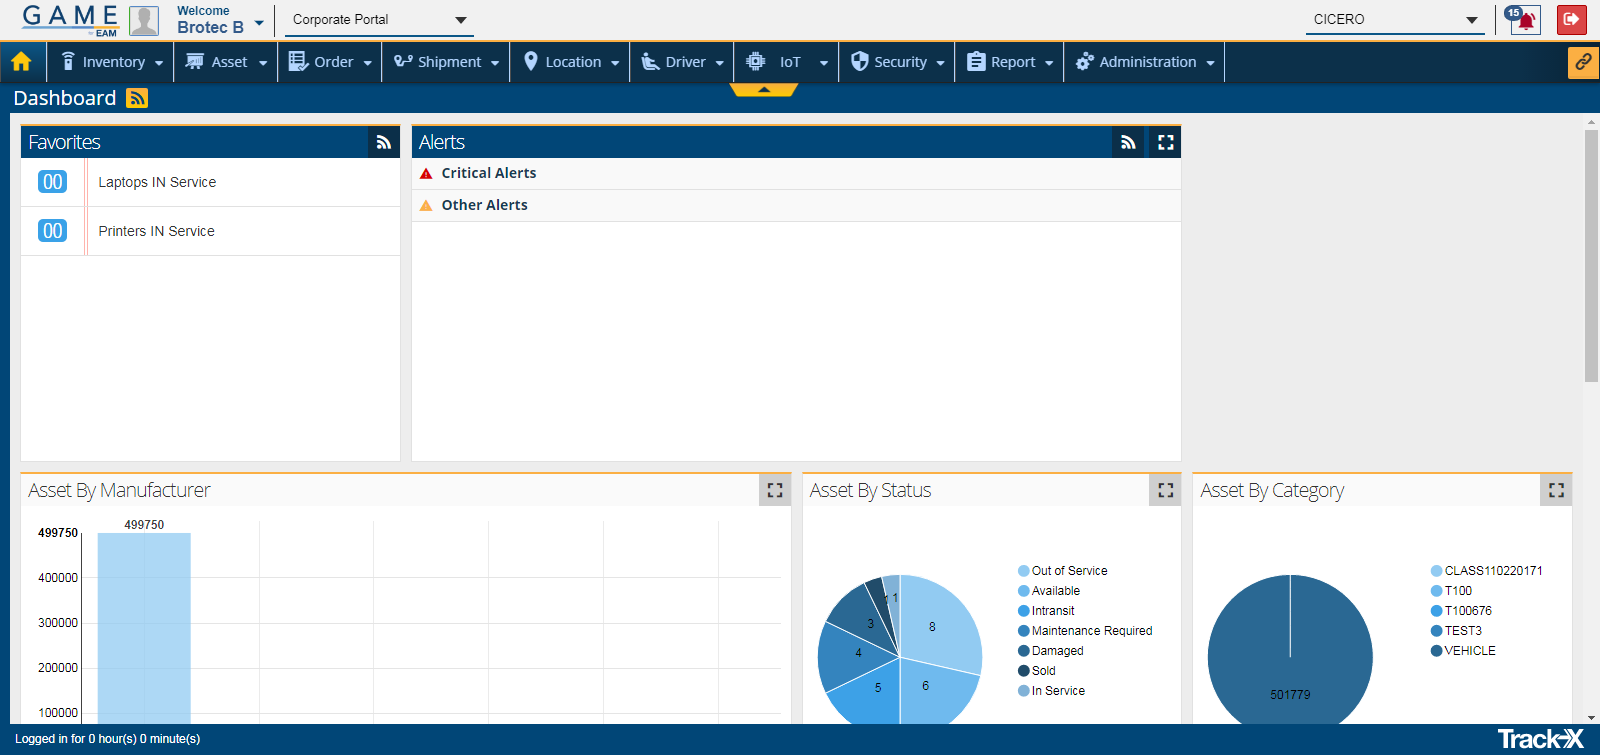 GAME
by EAM
Welcome
Brotec B
Corporate Portal
CICERO
15
Inventory
Asset
Order
Shipment
Location
Driver
IoT
Security
Report
Administration
Dashboard
Favorites
00 Laptops IN Service
00 Printers IN Service
Alerts
Critical Alerts
Other Alerts
Asset By Manufacturer
499750
499750
400000
300000
200000
100000
Asset By Status
8
6
5
4
3
1
1
Out of Service
Available
Intransit
Maintenance Required
Damaged
Sold
In Service
Asset By Category
501779
CLASS110220171
T100
T100676
TEST3
VEHICLE
Logged in for 0 hour(s) 0 minute(s)
Track-X